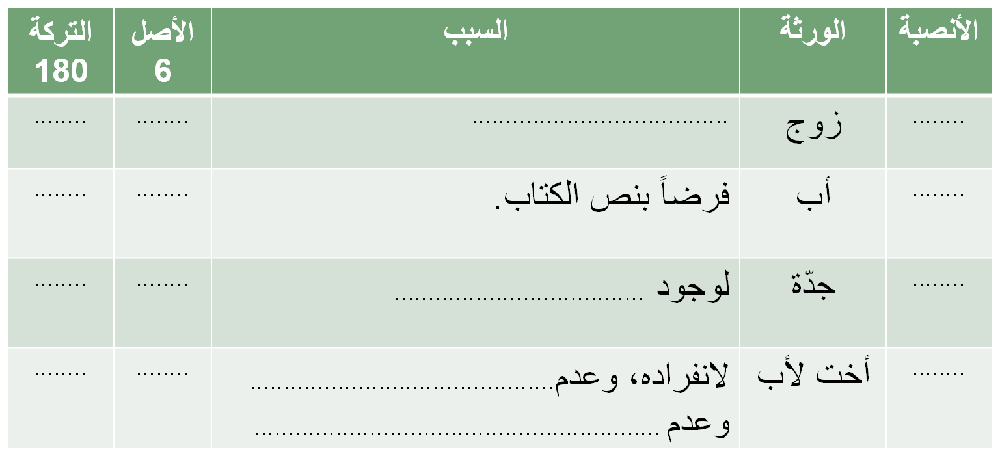 الأنصبة الورثة السبب الأصل 6 التركة 180
........ زوج ....................................... ........ ........
........ أب فرضاً بنص الكتاب. ........ ........
........ جدّة لوجود ...................................... ........ ........
........ أخت لأب لانفراده، وعدم.............................................. ........ ........
وعدم ..............................................................